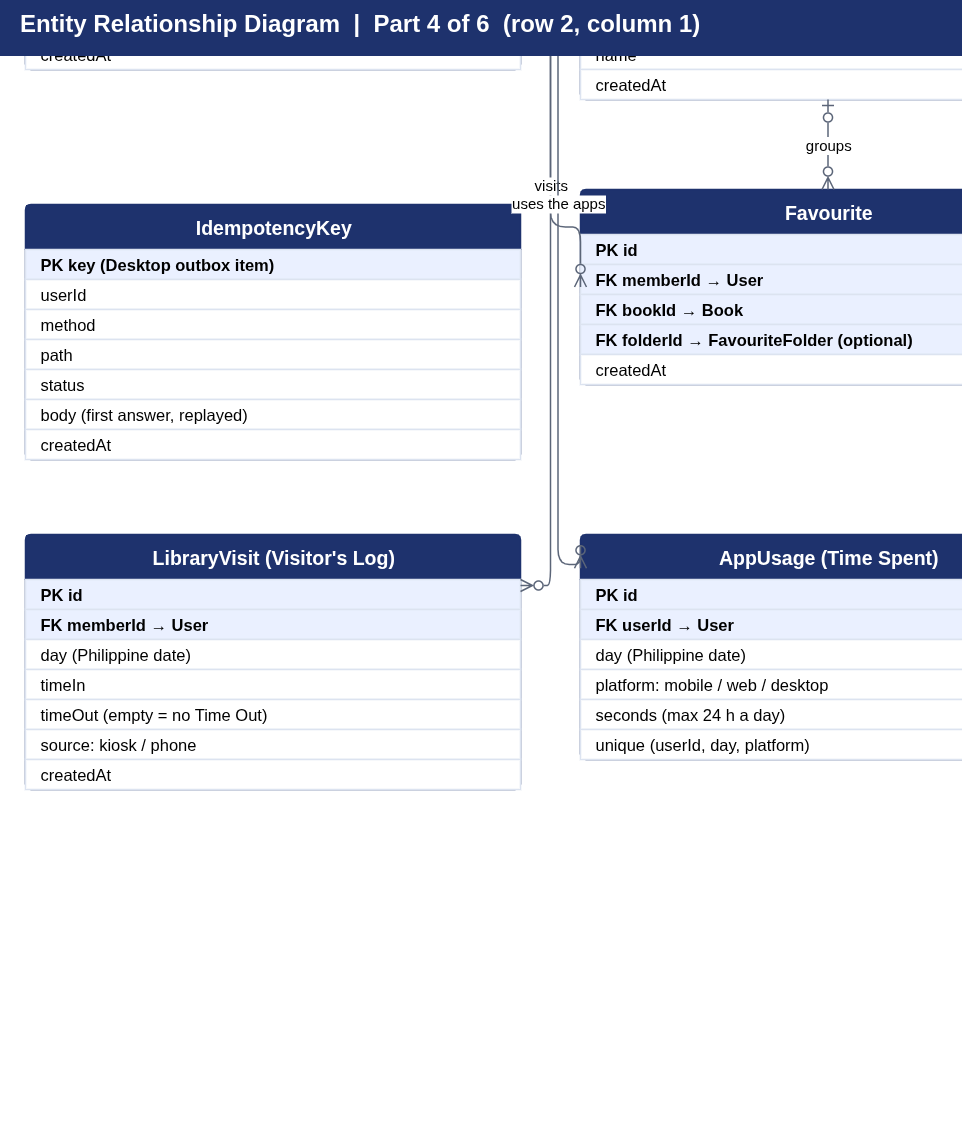 Entity Relationship Diagram | Part 4 of 6 (row 2, column 1)
createdAt
name
createdAt
groups
visits
uses the apps
IdempotencyKey
PK key (Desktop outbox item)
userId
method
path
status
body (first answer, replayed)
createdAt
Favourite
PK id
FK memberId → User
FK bookId → Book
FK folderId → FavouriteFolder (optional)
createdAt
LibraryVisit (Visitor's Log)
PK id
FK memberId → User
day (Philippine date)
timeIn
timeOut (empty = no Time Out)
source: kiosk / phone
createdAt
AppUsage (Time Spent)
PK id
FK userId → User
day (Philippine date)
platform: mobile / web / desktop
seconds (max 24 h a day)
unique (userId, day, platform)